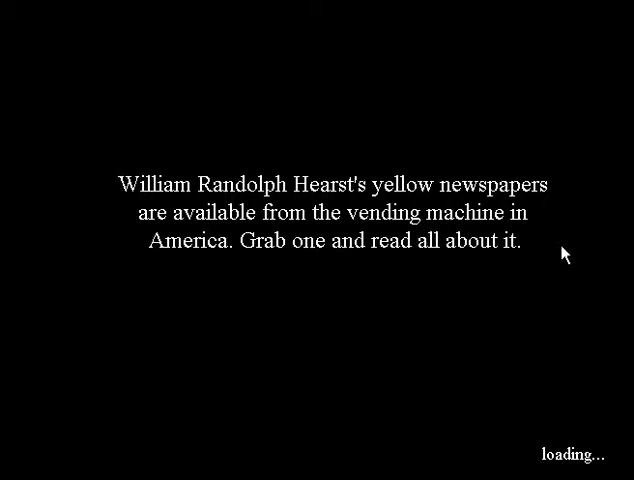 William Randolph Hearst's yellow newspapers
are available from the vending machine in
America. Grab one and read all about it.
loading...